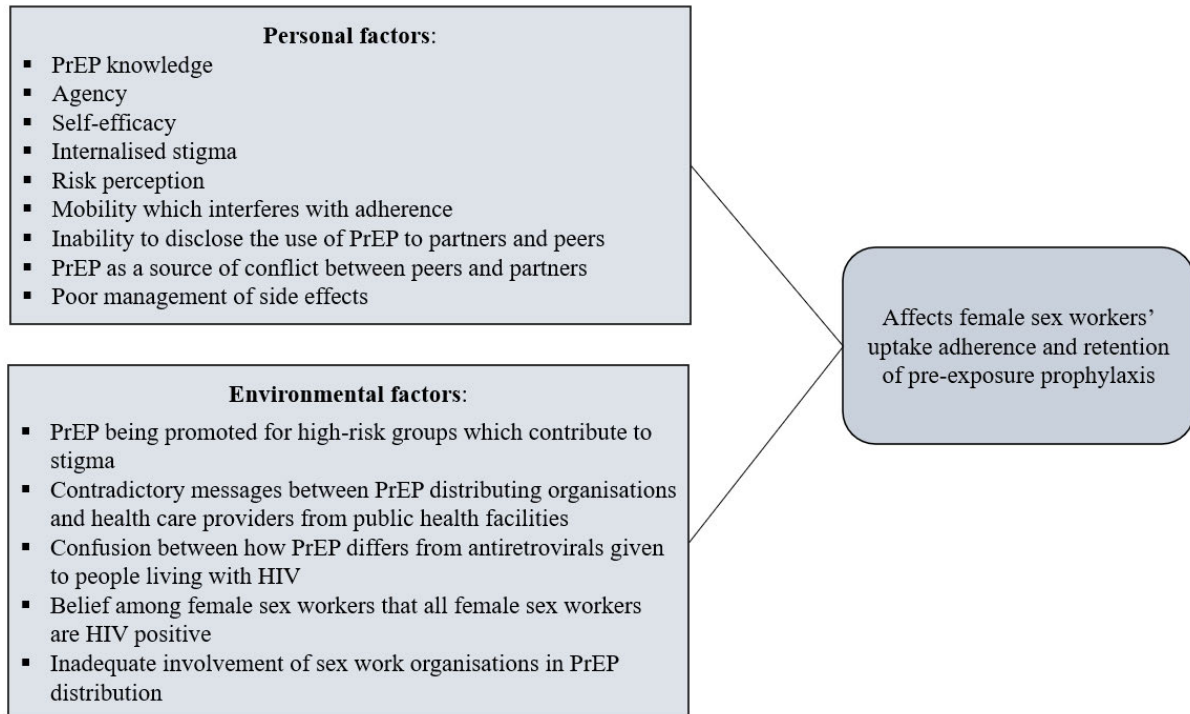 Personal factors:
▪ PrEP knowledge
▪ Agency
▪ Self-efficacy
▪ Internalised stigma
▪ Risk perception
▪ Mobility which interferes with adherence
▪ Inability to disclose the use of PrEP to partners and peers
▪ PrEP as a source of conflict between peers and partners
▪ Poor management of side effects
Environmental factors:
▪ PrEP being promoted for high-risk groups which contribute to
stigma
▪ Contradictory messages between PrEP distributing organisations
and health care providers from public health facilities
▪ Confusion between how PrEP differs from antiretrovirals given
to people living with HIV
▪ Belief among female sex workers that all female sex workers
are HIV positive
▪ Inadequate involvement of sex work organisations in PrEP
distribution
Affects female sex workers’
uptake adherence and retention
of pre-exposure prophylaxis